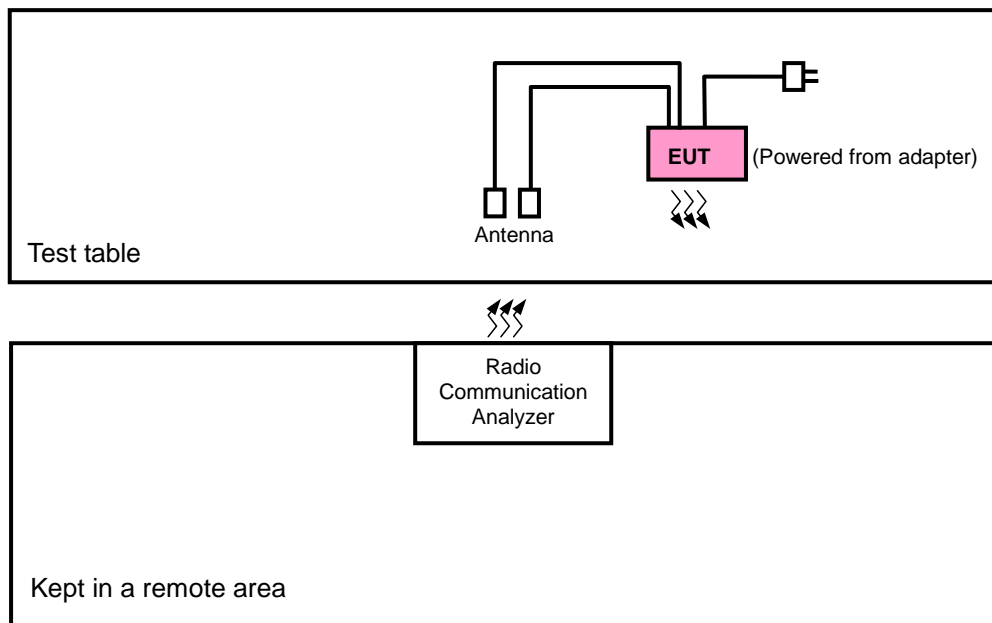 EUT
(Powered from adapter)
Antenna
Test table
Radio
Communication
Analyzer
Kept in a remote area